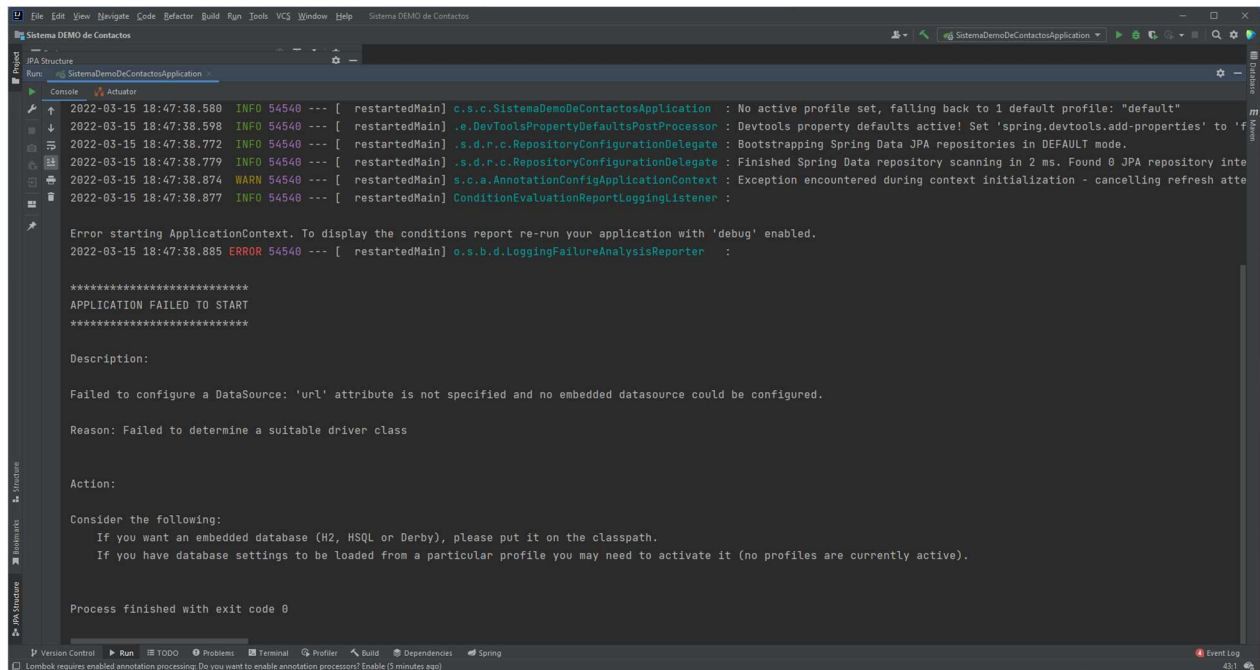 File Edit View Navigate Code Refactor Build Run Tools VCS Window Help Sistema DEMO de Contactos
Sistema DEMO de Contactos
SistemaDemoDeContactosApplication
JPA Structure
Run: SistemaDemoDeContactosApplication
Console Actuator
2022-03-15 18:47:38.580 INFO 54540 --- [ restartedMain] c.s.c.SistemaDemoDeContactosApplication : No active profile set, falling back to 1 default profile: "default"
2022-03-15 18:47:38.598 INFO 54540 --- [ restartedMain] .e.DevToolsPropertyDefaultsPostProcessor : Devtools property defaults active! Set 'spring.devtools.add-properties' to 'f
2022-03-15 18:47:38.772 INFO 54540 --- [ restartedMain] .s.d.r.c.RepositoryConfigurationDelegate : Bootstrapping Spring Data JPA repositories in DEFAULT mode.
2022-03-15 18:47:38.779 INFO 54540 --- [ restartedMain] .s.d.r.c.RepositoryConfigurationDelegate : Finished Spring Data repository scanning in 2 ms. Found 0 JPA repository inte
2022-03-15 18:47:38.874 WARN 54540 --- [ restartedMain] s.c.a.AnnotationConfigApplicationContext : Exception encountered during context initialization - cancelling refresh atte
2022-03-15 18:47:38.877 INFO 54540 --- [ restartedMain] ConditionEvaluationReportLoggingListener :
Error starting ApplicationContext. To display the conditions report re-run your application with 'debug' enabled.
2022-03-15 18:47:38.885 ERROR 54540 --- [ restartedMain] o.s.b.d.LoggingFailureAnalysisReporter :
***************************
APPLICATION FAILED TO START
***************************
Description:
Failed to configure a DataSource: 'url' attribute is not specified and no embedded datasource could be configured.
Reason: Failed to determine a suitable driver class
Action:
Consider the following:
If you want an embedded database (H2, HSQL or Derby), please put it on the classpath.
If you have database settings to be loaded from a particular profile you may need to activate it (no profiles are currently active).
Process finished with exit code 0
Project
Structure
Bookmarks
JPA Structure
Database
Maven
Version Control Run TODO Problems Terminal Profiler Build Dependencies Spring
4 Event Log
Lombok requires enabled annotation processing: Do you want to enable annotation processors? Enable (5 minutes ago)
43:1